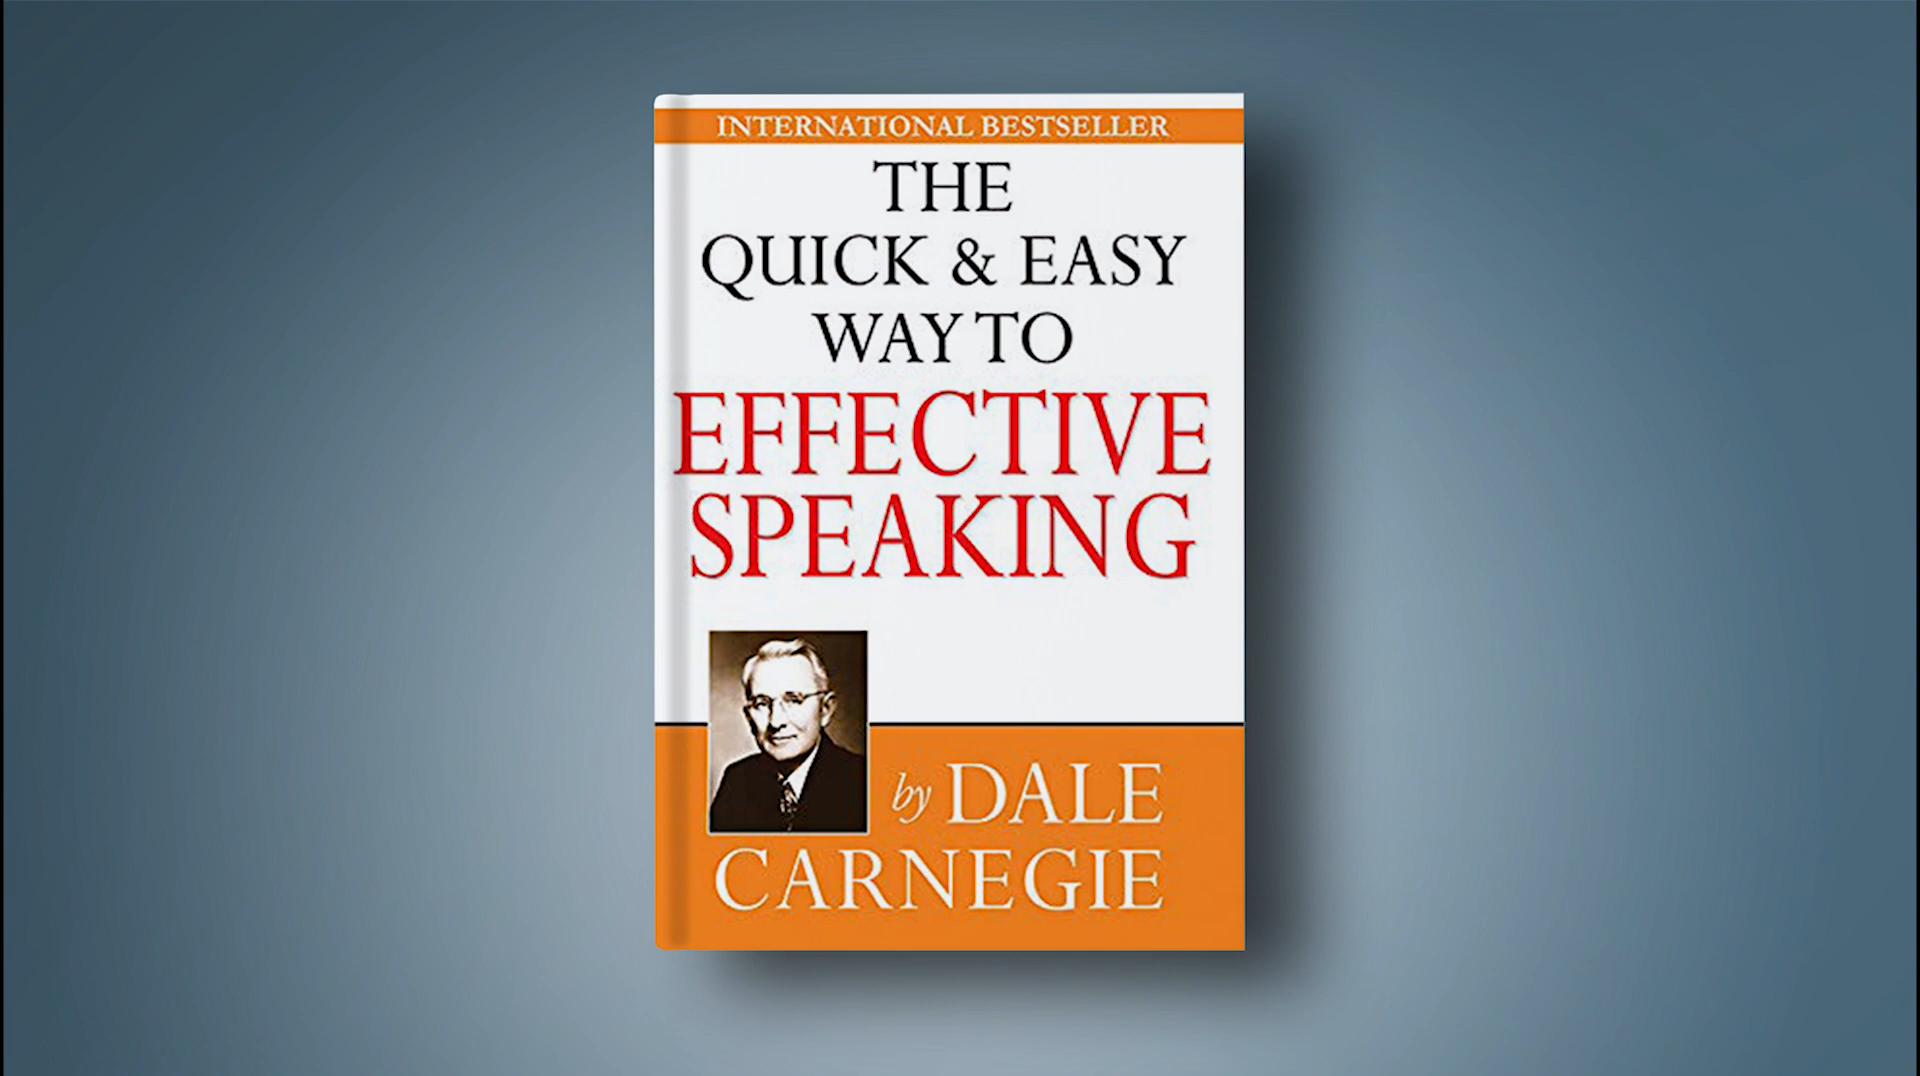 INTERNATIONAL BESTSELLER
THE
QUICK & EASY
WAY TO
EFFECTIVE
SPEAKING
by DALE
CARNEGIE